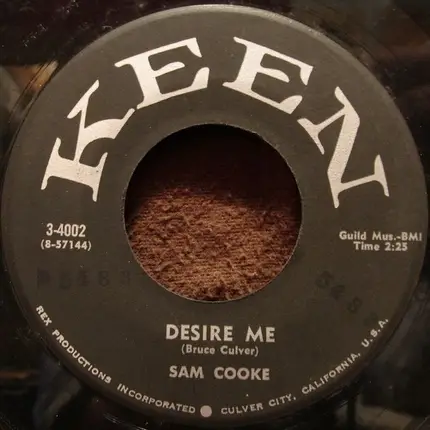 KEEN
3-4002
(8-57144)
Guild Mus.-BMI
Time 2:25
DESIRE ME
(Bruce Culver)
SAM COOKE
REX PRODUCTIONS INCORPORATED • CULVER CITY, CALIFORNIA, U.S.A.